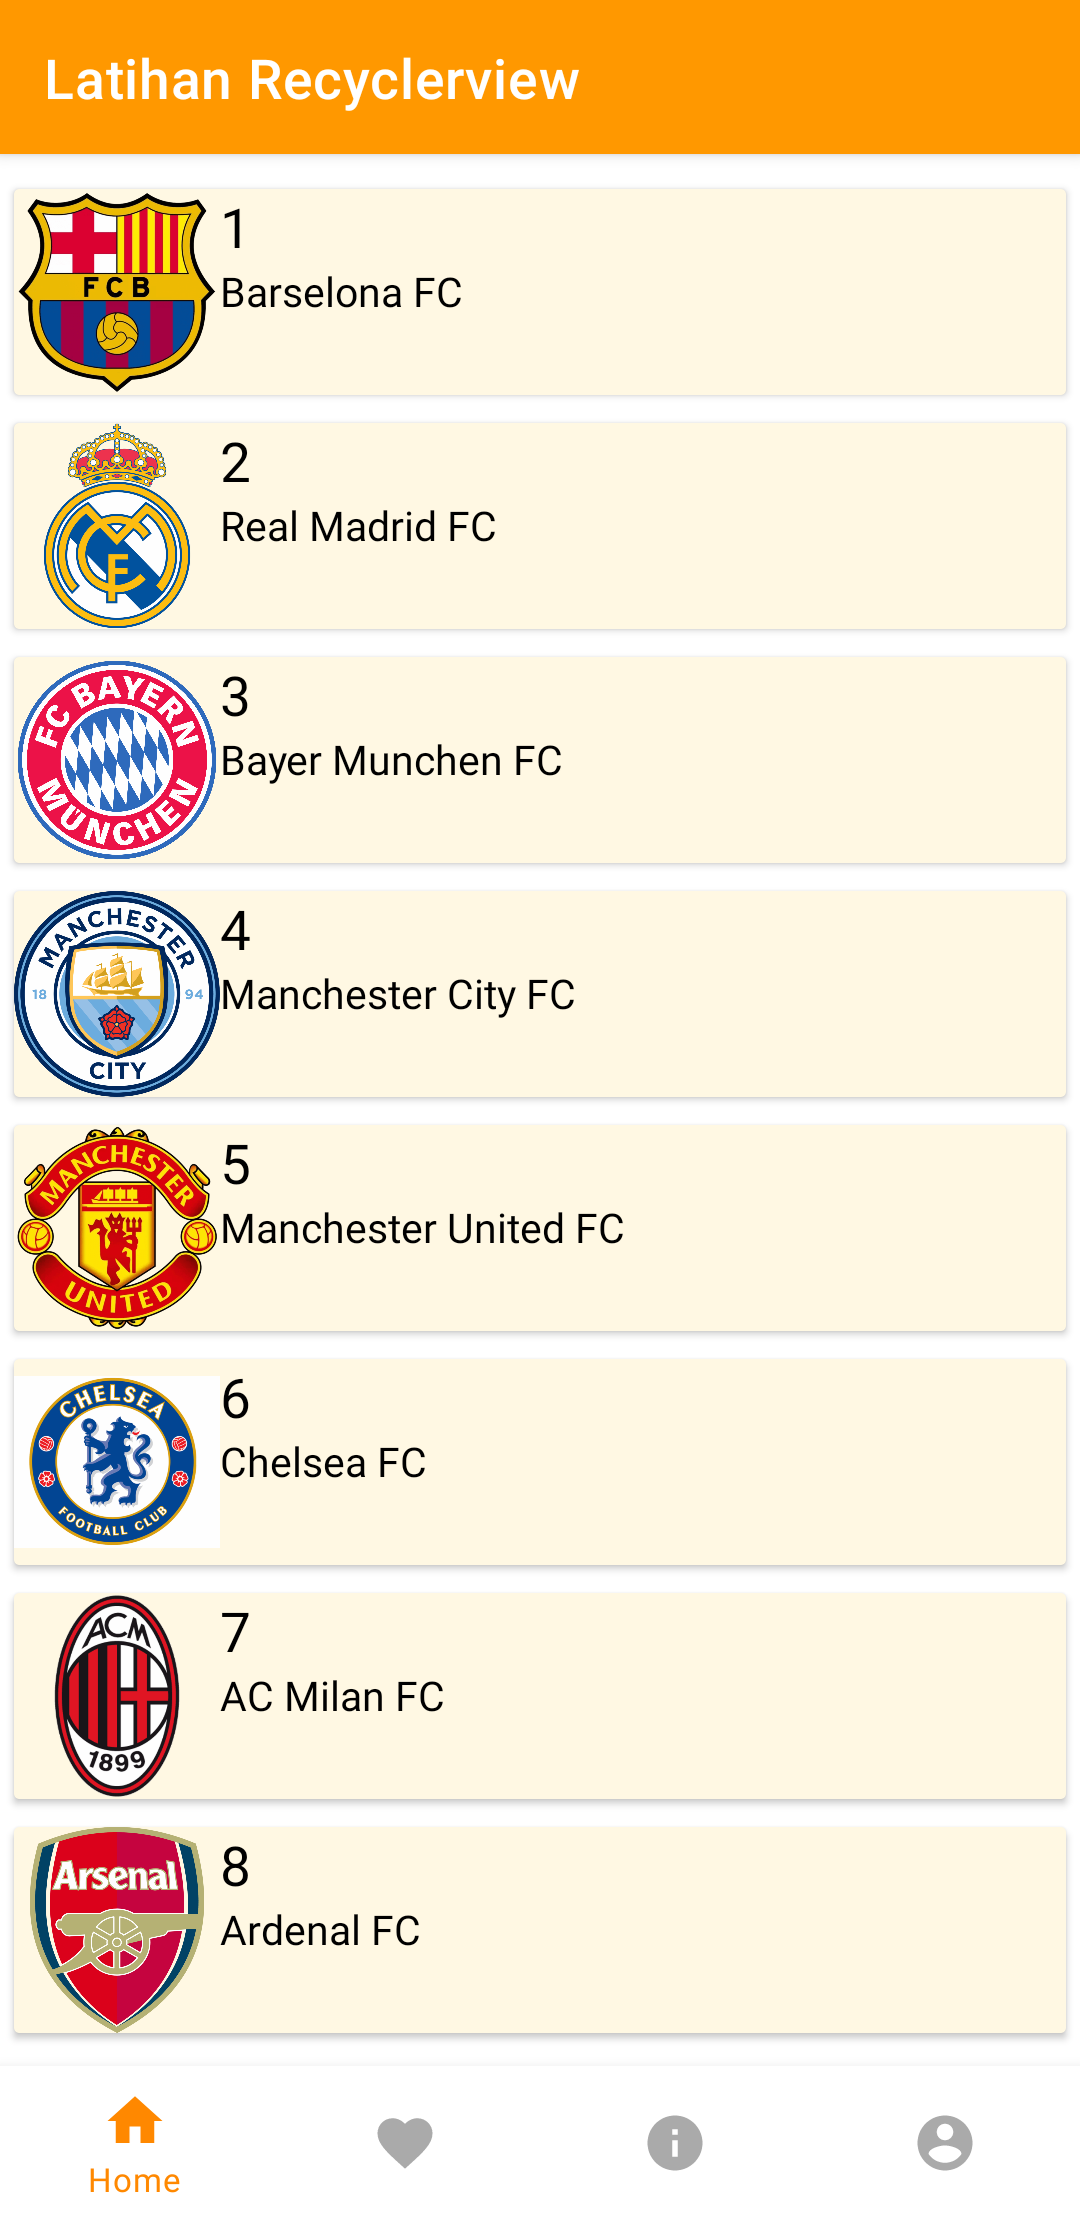 Latihan Recyclerview
FCB
1
Barselona FC
2
Real Madrid FC
FC BAYERN
MÜNCHEN
3
Bayer Munchen FC
MANCHESTER
18 94
CITY
4
Manchester City FC
MANCHESTER
UNITED
5
Manchester United FC
CHELSEA
FOOTBALL CLUB
6
Chelsea FC
ACM
1899
7
AC Milan FC
Arsenal
8
Ardenal FC
Home